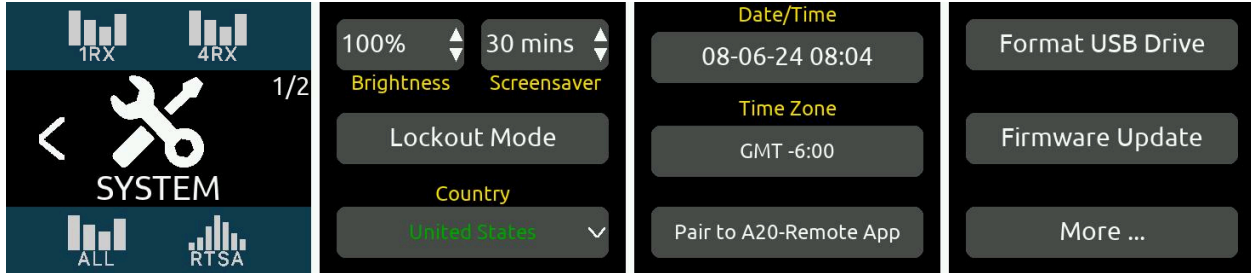 1RX 4RX
1/2
SYSTEM
ALL RTSA
100% 30 mins
Brightness Screensaver
Lockout Mode
Country
United States
Date/Time
08-06-24 08:04
Time Zone
GMT -6:00
Pair to A20-Remote App
Format USB Drive
Firmware Update
More ...